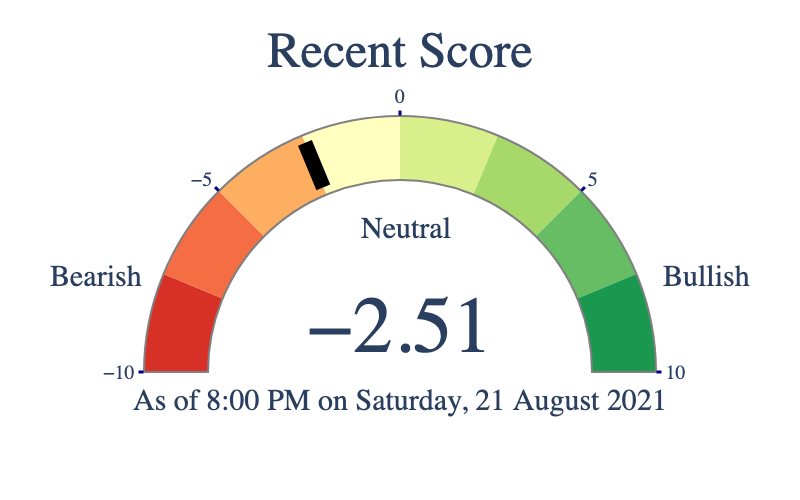 Recent Score
0
−5
5
Neutral
Bearish
Bullish
−2.51
−10
10
As of 8:00 PM on Saturday, 21 August 2021